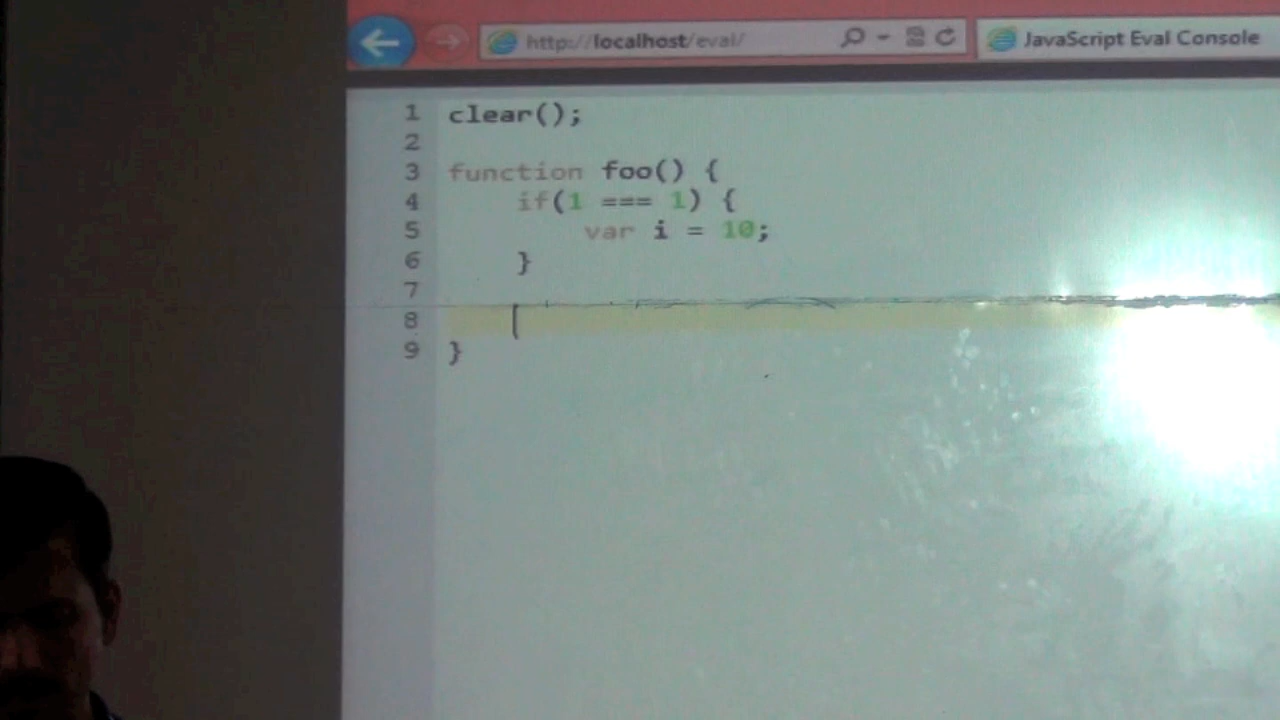 http://localhost/eval/
JavaScript Eval Console
1 clear();
2
3 function foo() {
4 if(1 === 1) {
5 var i = 10;
6 }
7
8
9 }